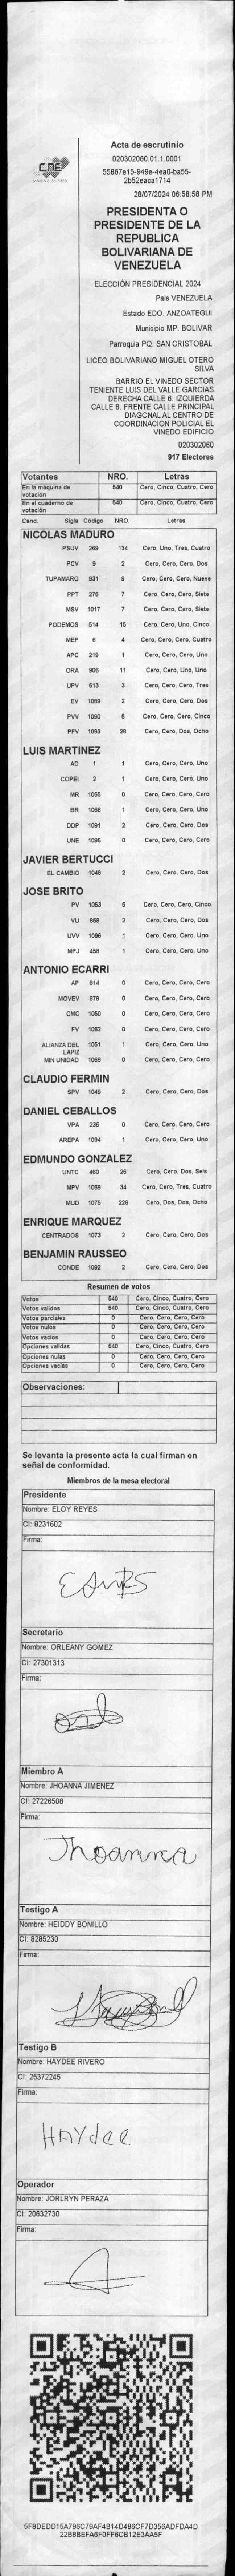 CNE
Acta de escrutinio
020302060.01.1.0001
55667e15-949e-4ea0-ba55-
2b52eaca1714
28/07/2024 06:58:58 PM
PRESIDENTA O
PRESIDENTE DE LA
REPUBLICA
BOLIVARIANA DE
VENEZUELA
ELECCIÓN PRESIDENCIAL 2024
Pais VENEZUELA
Estado EDO. ANZOATEGUI
Municipio MP. BOLIVAR
Parroquia PQ. SAN CRISTOBAL
LICEO BOLIVARIANO MIGUEL OTERO
SILVA
BARRIO EL VINEDO SECTOR
TENIENTE LUIS DEL VALLE GARCIAS
DERECHA CALLE 6. IZQUIERDA
CALLE 8. FRENTE CALLE PRINCIPAL
DIAGONAL AL CENTRO DE
COORDINACION POLICIAL EL
VINEDO EDIFICIO
020302060
917 Electores
Votantes NRO. Letras
En la máquina de votación 540 Cero, Cinco, Cuatro, Cero
En el cuaderno de votación 540 Cero, Cinco, Cuatro, Cero
Cand. Sigla Código NRO. Letras
NICOLAS MADURO
PSUV 269 134 Cero, Uno, Tres, Cuatro
PCV 9 2 Cero, Cero, Cero, Dos
TUPAMARO 931 9 Cero, Cero, Cero, Nueve
PPT 276 7 Cero, Cero, Cero, Siete
MSV 1017 7 Cero, Cero, Cero, Siete
PODEMOS 514 15 Cero, Cero, Uno, Cinco
MEP 6 4 Cero, Cero, Cero, Cuatro
APC 219 1 Cero, Cero, Cero, Uno
ORA 906 11 Cero, Cero, Uno, Uno
UPV 513 3 Cero, Cero, Cero, Tres
EV 1099 2 Cero, Cero, Cero, Dos
PVV 1090 5 Cero, Cero, Cero, Cinco
PFV 1093 28 Cero, Cero, Dos, Ocho
LUIS MARTINEZ
AD 1 1 Cero, Cero, Cero, Uno
COPEI 2 1 Cero, Cero, Cero, Uno
MR 1065 0 Cero, Cero, Cero, Cero
BR 1066 1 Cero, Cero, Cero, Uno
DDP 1091 2 Cero, Cero, Cero, Dos
UNE 1095 0 Cero, Cero, Cero, Cero
JAVIER BERTUCCI
EL CAMBIO 1048 2 Cero, Cero, Cero, Dos
JOSE BRITO
PV 1053 5 Cero, Cero, Cero, Cinco
VU 868 2 Cero, Cero, Cero, Dos
UVV 1096 1 Cero, Cero, Cero, Uno
MPJ 458 1 Cero, Cero, Cero, Uno
ANTONIO ECARRI
AP 814 0 Cero, Cero, Cero, Cero
MOVEV 878 0 Cero, Cero, Cero, Cero
CMC 1050 0 Cero, Cero, Cero, Cero
FV 1062 0 Cero, Cero, Cero, Cero
ALIANZA DEL LAPIZ 1051 1 Cero, Cero, Cero, Uno
MIN UNIDAD 1068 0 Cero, Cero, Cero, Cero
CLAUDIO FERMIN
SPV 1049 2 Cero, Cero, Cero, Dos
DANIEL CEBALLOS
VPA 236 0 Cero, Cero, Cero, Cero
AREPA 1094 1 Cero, Cero, Cero, Uno
EDMUNDO GONZALEZ
UNTC 460 26 Cero, Cero, Dos, Seis
MPV 1069 34 Cero, Cero, Tres, Cuatro
MUD 1075 228 Cero, Dos, Dos, Ocho
ENRIQUE MARQUEZ
CENTRADOS 1073 2 Cero, Cero, Cero, Dos
BENJAMIN RAUSSEO
CONDE 1092 2 Cero, Cero, Cero, Dos
Resumen de votos
Votos 540 Cero, Cinco, Cuatro, Cero
Votos validos 540 Cero, Cinco, Cuatro, Cero
Votos parciales 0 Cero, Cero, Cero, Cero
Votos nulos 0 Cero, Cero, Cero, Cero
Votos vacios 0 Cero, Cero, Cero, Cero
Opciones validas 540 Cero, Cinco, Cuatro, Cero
Opciones nulas 0 Cero, Cero, Cero, Cero
Opciones vacias 0 Cero, Cero, Cero, Cero
Observaciones:
Se levanta la presente acta la cual firman en
señal de conformidad.
Miembros de la mesa electoral
Presidente
Nombre: ELOY REYES
CI: 8231602
Firma:
Secretario
Nombre: ORLEANY GOMEZ
CI: 27301313
Firma:
Miembro A
Nombre: JHOANNA JIMENEZ
CI: 27226508
Firma:
Jhoanna
Testigo A
Nombre: HEIDDY BONILLO
CI: 8285230
Firma:
Testigo B
Nombre: HAYDEE RIVERO
CI: 25372245
Firma:
HAYdee
Operador
Nombre: JORLRYN PERAZA
CI: 20632730
Firma:
5FBDEDD15A796C79AF4B14D486CF7D356ADFDA4D
22B8BEFA6F0FF6CB12E3AA5F